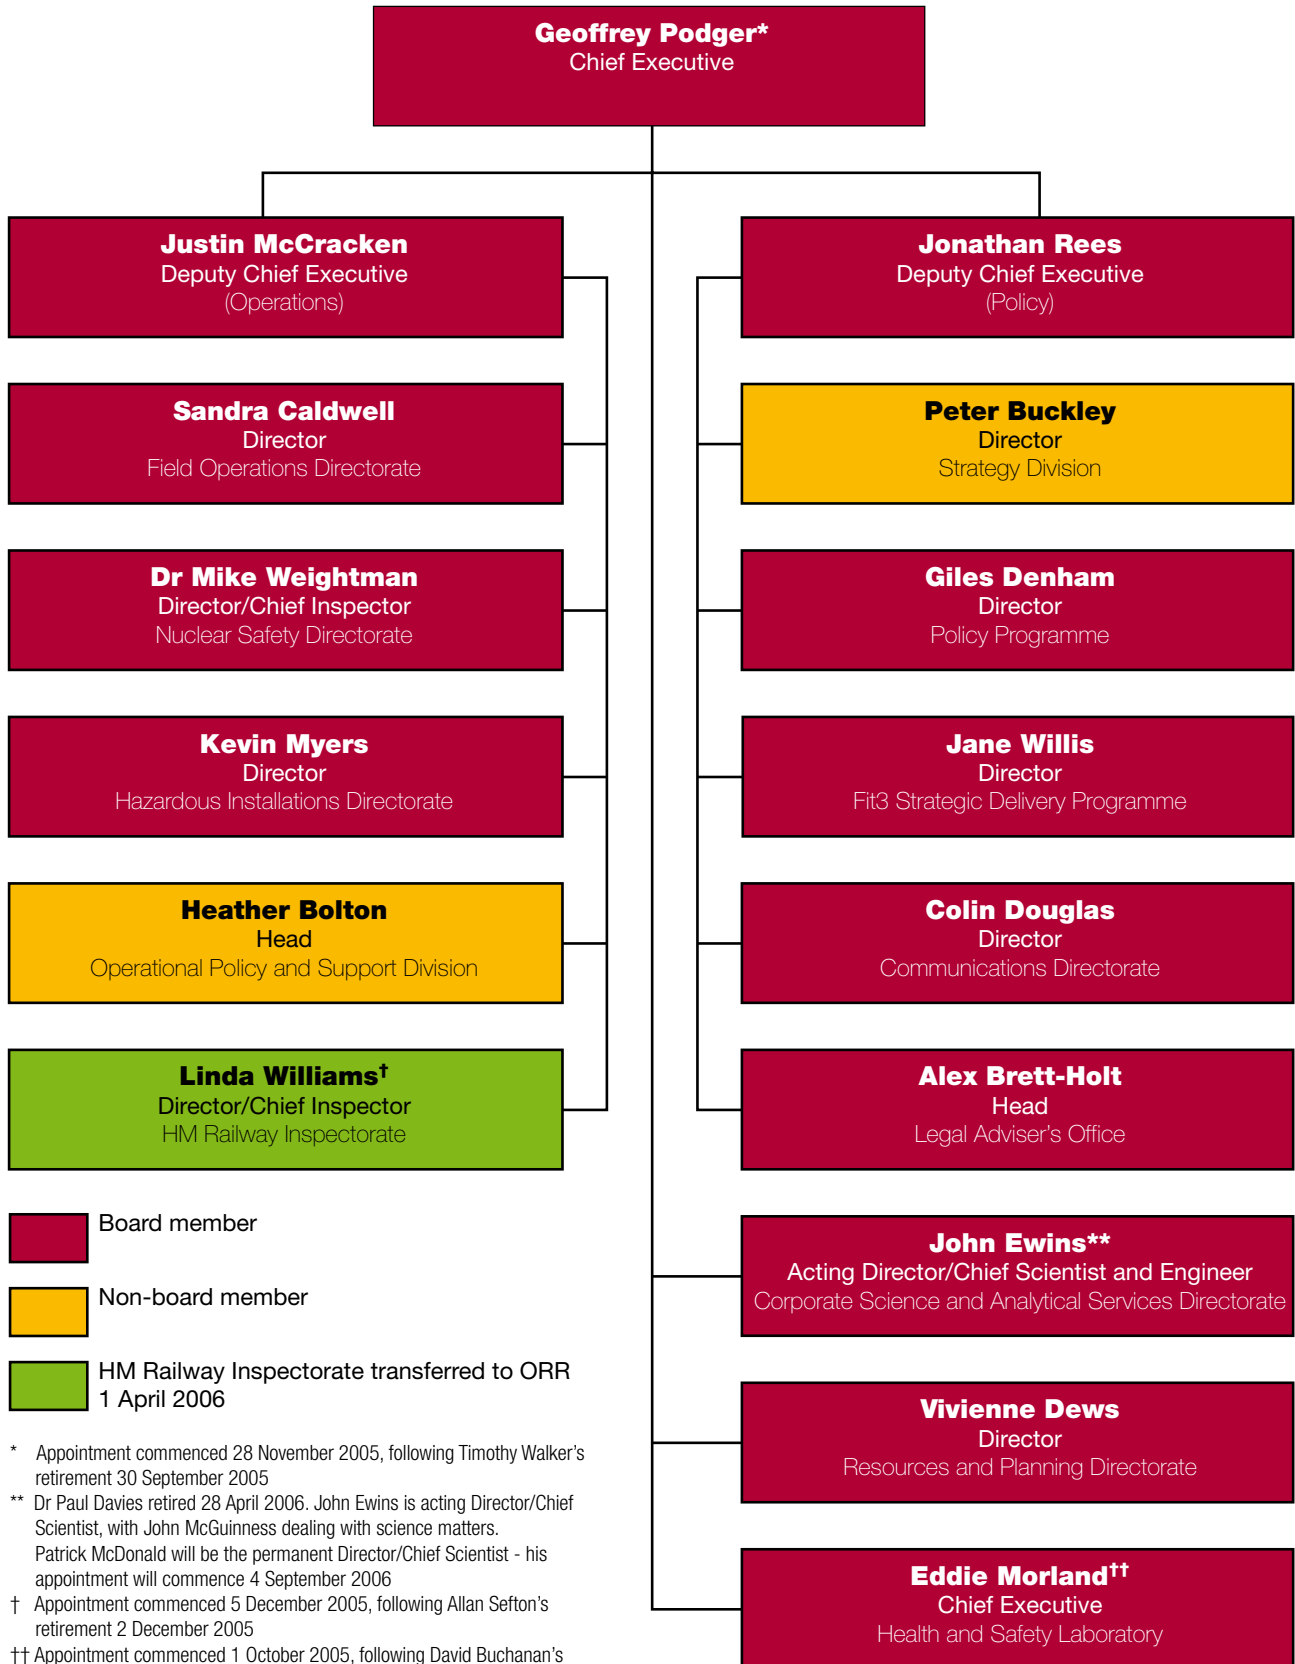 Geoffrey Podger*
Chief Executive
Justin McCracken
Deputy Chief Executive
(Operations)
Sandra Caldwell
Director
Field Operations Directorate
Dr Mike Weightman
Director/Chief Inspector
Nuclear Safety Directorate
Kevin Myers
Director
Hazardous Installations Directorate
Heather Bolton
Head
Operational Policy and Support Division
Linda Williams†
Director/Chief Inspector
HM Railway Inspectorate
Jonathan Rees
Deputy Chief Executive
(Policy)
Peter Buckley
Director
Strategy Division
Giles Denham
Director
Policy Programme
Jane Willis
Director
Fit3 Strategic Delivery Programme
Colin Douglas
Director
Communications Directorate
Alex Brett-Holt
Head
Legal Adviser's Office
John Ewins**
Acting Director/Chief Scientist and Engineer
Corporate Science and Analytical Services Directorate
Vivienne Dews
Director
Resources and Planning Directorate
Eddie Morland††
Chief Executive
Health and Safety Laboratory
Board member
Non-board member
HM Railway Inspectorate transferred to ORR
1 April 2006
* Appointment commenced 28 November 2005, following Timothy Walker's
retirement 30 September 2005
** Dr Paul Davies retired 28 April 2006. John Ewins is acting Director/Chief
Scientist, with John McGuinness dealing with science matters.
Patrick McDonald will be the permanent Director/Chief Scientist - his
appointment will commence 4 September 2006
† Appointment commenced 5 December 2005, following Allan Sefton's
retirement 2 December 2005
†† Appointment commenced 1 October 2005, following David Buchanan's